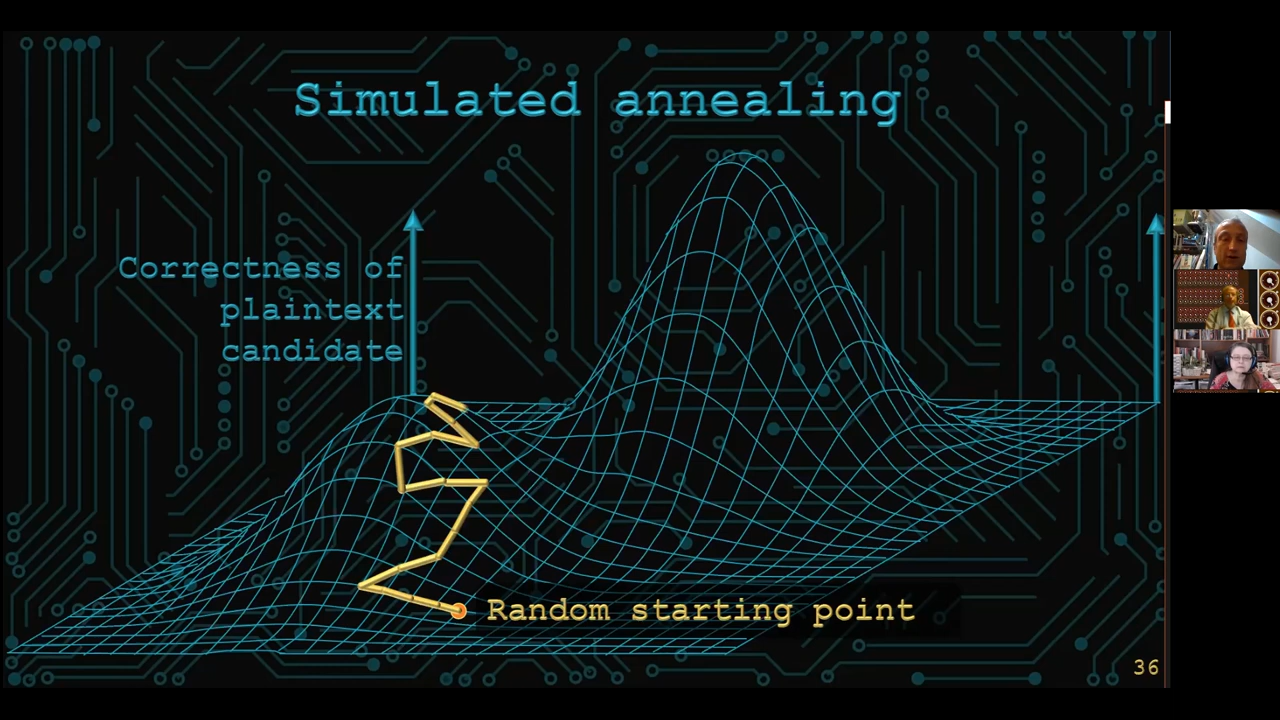 Simulated annealing
Correctness of
plaintext
candidate
Random starting point
36